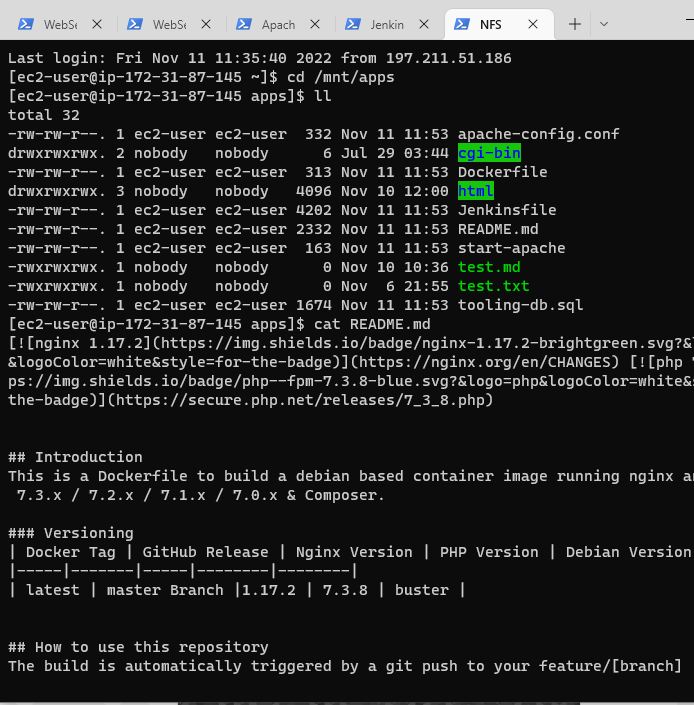 WebSe WebSe Apach Jenkin NFS
Last login: Fri Nov 11 11:35:40 2022 from 197.211.51.186
[ec2-user@ip-172-31-87-145 ~]$ cd /mnt/apps
[ec2-user@ip-172-31-87-145 apps]$ ll
total 32
-rw-rw-r--. 1 ec2-user ec2-user  332 Nov 11 11:53 apache-config.conf
drwxrwxrwx. 2 nobody   nobody      6 Jul 29 03:44 cgi-bin
-rw-rw-r--. 1 ec2-user ec2-user  313 Nov 11 11:53 Dockerfile
drwxrwxrwx. 3 nobody   nobody   4096 Nov 10 12:00 html
-rw-rw-r--. 1 ec2-user ec2-user 4202 Nov 11 11:53 Jenkinsfile
-rw-rw-r--. 1 ec2-user ec2-user 2332 Nov 11 11:53 README.md
-rw-rw-r--. 1 ec2-user ec2-user  163 Nov 11 11:53 start-apache
-rwxrwxrwx. 1 nobody   nobody      0 Nov 10 10:36 test.md
-rwxrwxrwx. 1 nobody   nobody      0 Nov  6 21:55 test.txt
-rw-rw-r--. 1 ec2-user ec2-user 1674 Nov 11 11:53 tooling-db.sql
[ec2-user@ip-172-31-87-145 apps]$ cat README.md
[![nginx 1.17.2](https://img.shields.io/badge/nginx-1.17.2-brightgreen.svg?&l
&logoColor=white&style=for-the-badge)](https://nginx.org/en/CHANGES) [![php
ps://img.shields.io/badge/php--fpm-7.3.8-blue.svg?&logo=php&logoColor=white&s
the-badge)](https://secure.php.net/releases/7_3_8.php)
## Introduction
This is a Dockerfile to build a debian based container image running nginx a
 7.3.x / 7.2.x / 7.1.x / 7.0.x & Composer.
### Versioning
| Docker Tag | GitHub Release | Nginx Version | PHP Version | Debian Version
|-----|-------|-----|--------|--------|
| latest | master Branch |1.17.2 | 7.3.8 | buster |
## How to use this repository
The build is automatically triggered by a git push to your feature/[branch]